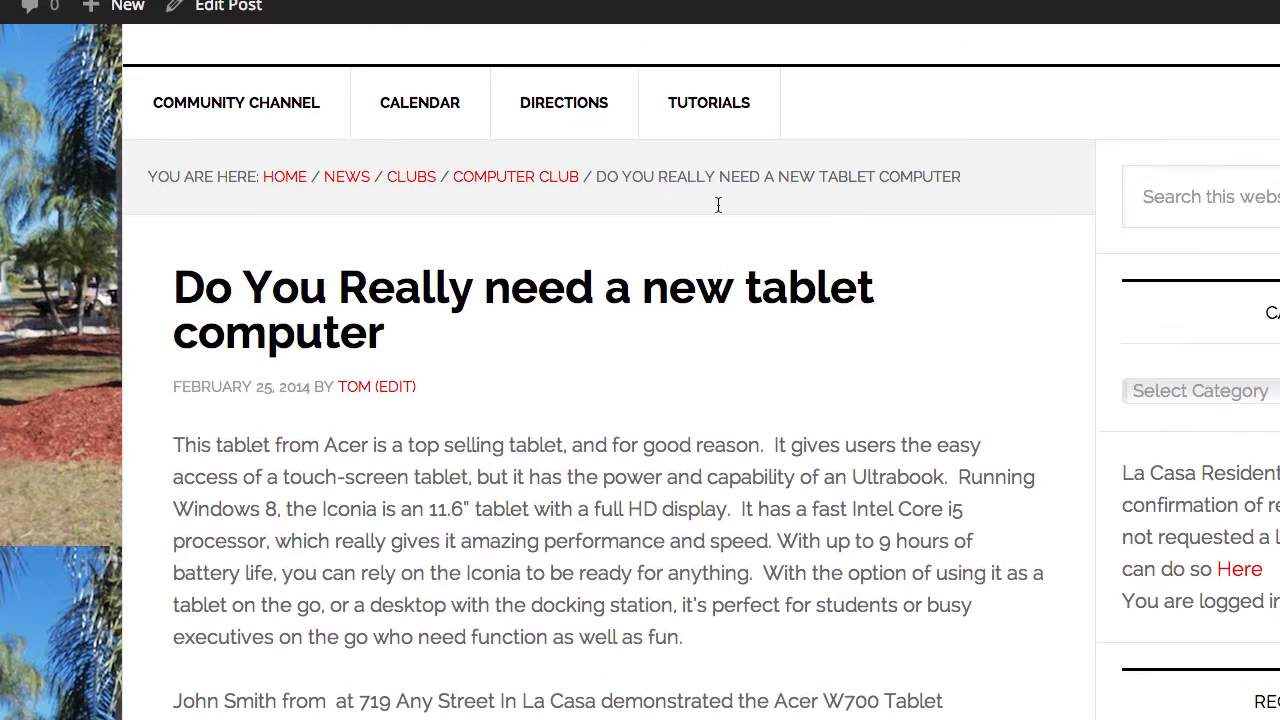 0 New Edit Post
COMMUNITY CHANNEL CALENDAR DIRECTIONS TUTORIALS
YOU ARE HERE: HOME / NEWS / CLUBS / COMPUTER CLUB / DO YOU REALLY NEED A NEW TABLET COMPUTER
Do You Really need a new tablet
computer
FEBRUARY 25, 2014 BY TOM (EDIT)
This tablet from Acer is a top selling tablet, and for good reason.  It gives users the easy
access of a touch-screen tablet, but it has the power and capability of an Ultrabook.  Running
Windows 8, the Iconia is an 11.6” tablet with a full HD display.  It has a fast Intel Core i5
processor, which really gives it amazing performance and speed. With up to 9 hours of
battery life, you can rely on the Iconia to be ready for anything.  With the option of using it as a
tablet on the go, or a desktop with the docking station, it's perfect for students or busy
executives on the go who need function as well as fun.
John Smith from  at 719 Any Street In La Casa demonstrated the Acer W700 Tablet
Search this
Select Category
La Casa
confirmation of
not requested a
can do so Here
You are logged